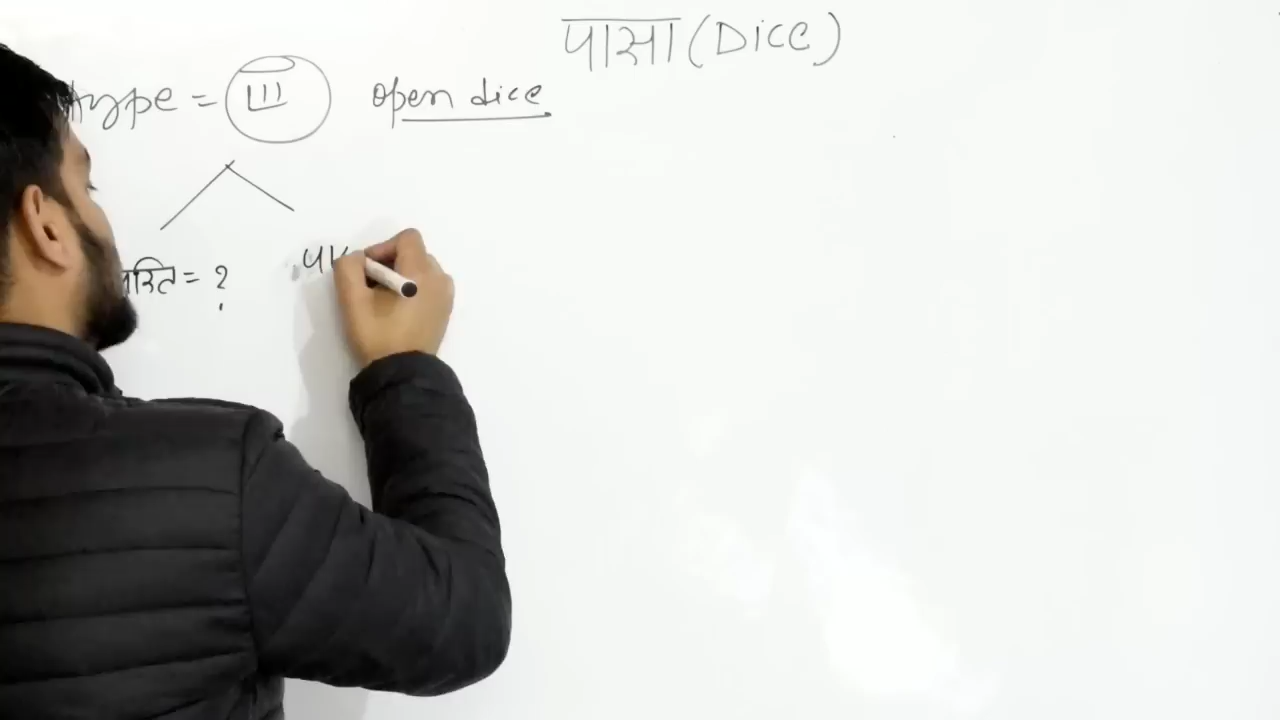 पासा (Dice)
type = III open dice
= ?